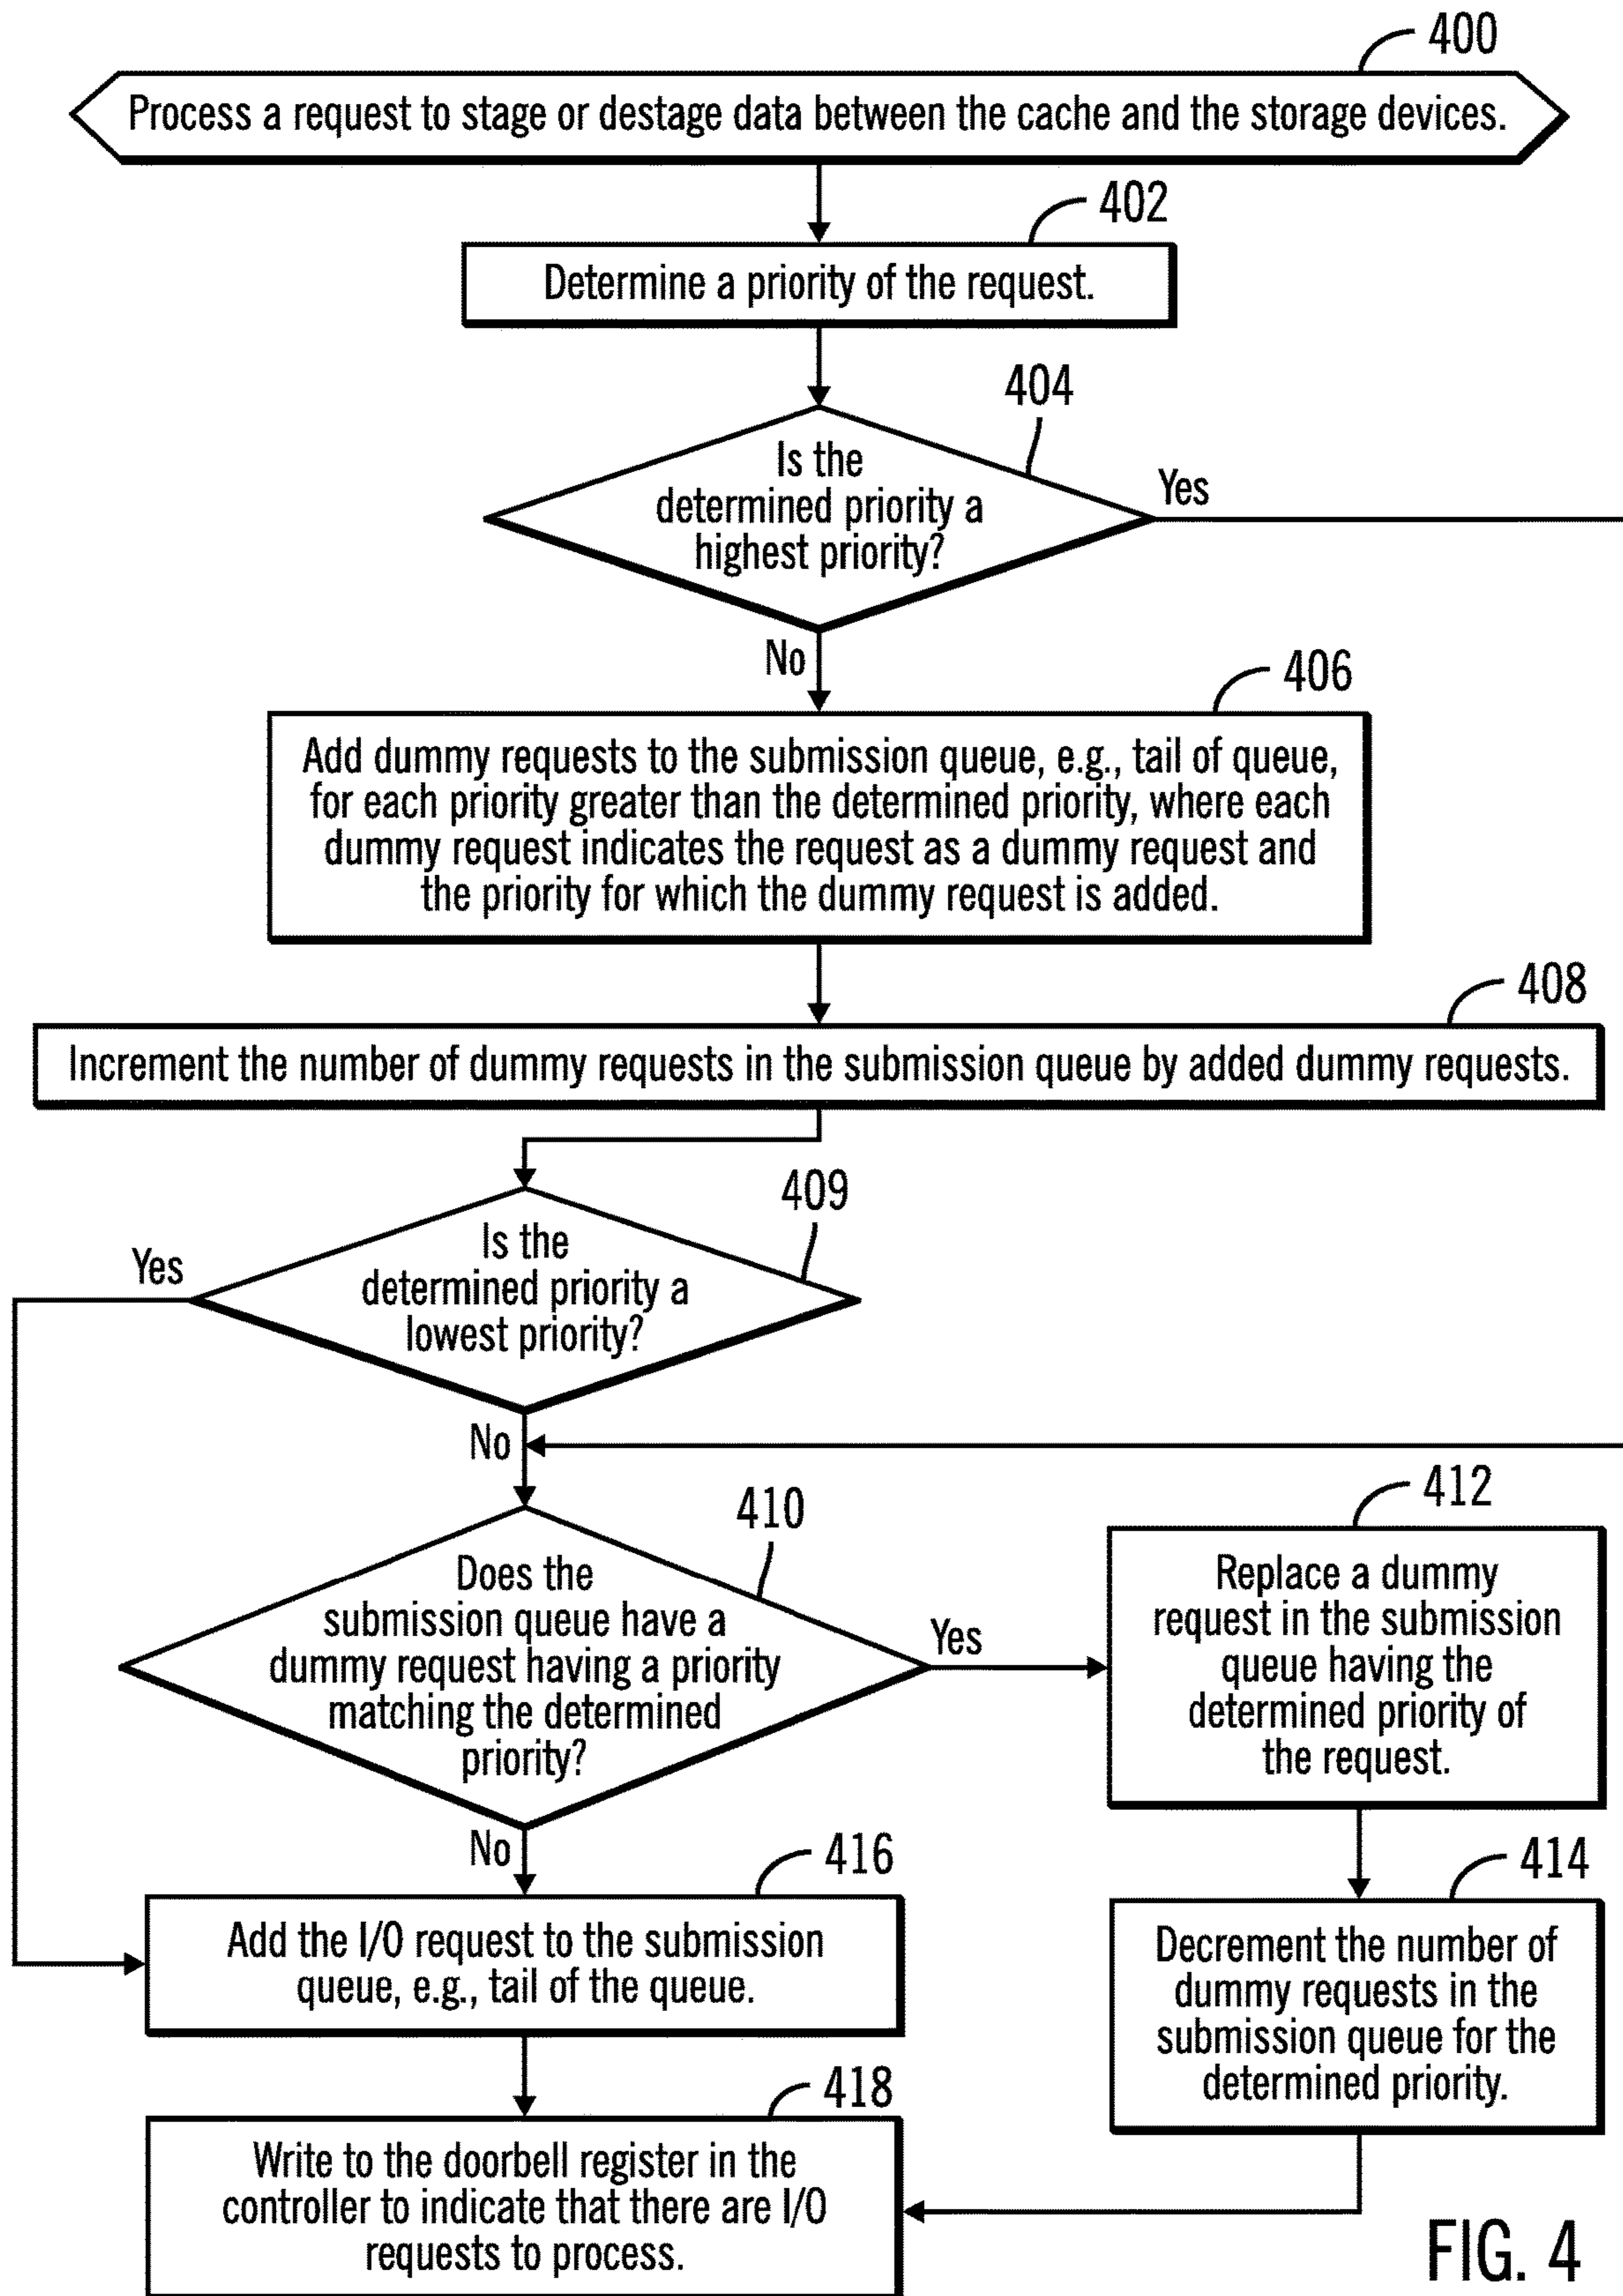 400
Process a request to stage or destage data between the cache and the storage devices.
402
Determine a priority of the request.
404
Is the
determined priority a
highest priority?
Yes
No
406
Add dummy requests to the submission queue, e.g., tail of queue,
for each priority greater than the determined priority, where each
dummy request indicates the request as a dummy request and
the priority for which the dummy request is added.
408
Increment the number of dummy requests in the submission queue by added dummy requests.
409
Is the
determined priority a
lowest priority?
Yes
No
410
Does the
submission queue have a
dummy request having a priority
matching the determined
priority?
Yes
No
412
Replace a dummy
request in the submission
queue having the
determined priority of
the request.
414
Decrement the number of
dummy requests in the
submission queue for the
determined priority.
416
Add the I/O request to the submission
queue, e.g., tail of the queue.
418
Write to the doorbell register in the
controller to indicate that there are I/O
requests to process.
FIG. 4